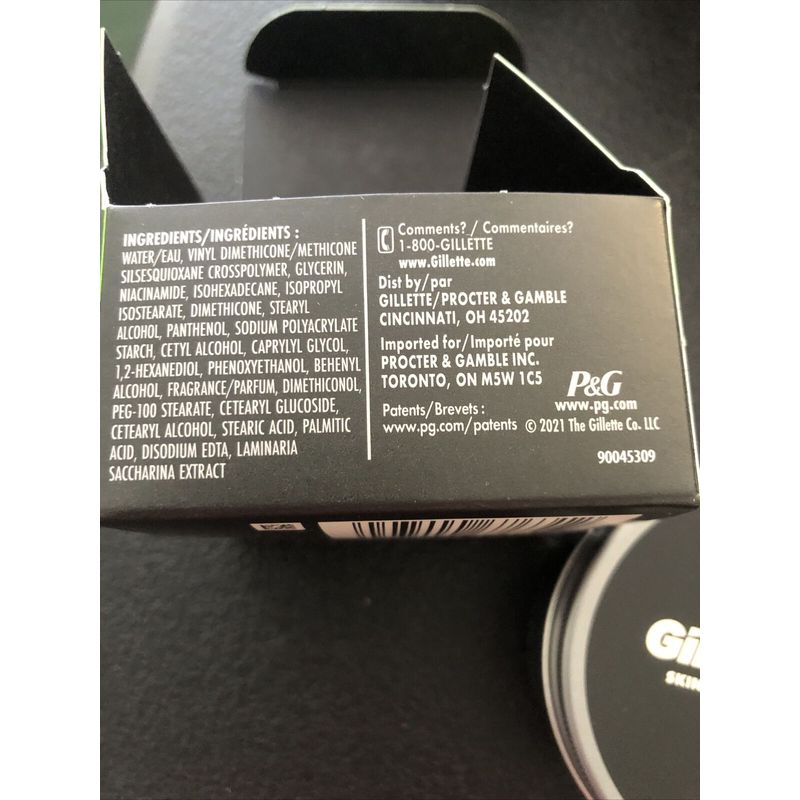 INGREDIENTS/INGRÉDIENTS :
WATER/EAU, VINYL DIMETHICONE/METHICONE
SILSESQUIOXANE CROSSPOLYMER, GLYCERIN,
NIACINAMIDE, ISOHEXADECANE, ISOPROPYL
ISOSTEARATE, DIMETHICONE, STEARYL
ALCOHOL, PANTHENOL, SODIUM POLYACRYLATE
STARCH, CETYL ALCOHOL, CAPRYLYL GLYCOL,
1,2-HEXANEDIOL, PHENOXYETHANOL, BEHENYL
ALCOHOL, FRAGRANCE/PARFUM, DIMETHICONOL,
PEG-100 STEARATE, CETEARYL GLUCOSIDE,
CETEARYL ALCOHOL, STEARIC ACID, PALMITIC
ACID, DISODIUM EDTA, LAMINARIA
SACCHARINA EXTRACT
Comments? / Commentaires?
1-800-GILLETTE
www.Gillette.com
Dist by/par
GILLETTE/PROCTER & GAMBLE
CINCINNATI, OH 45202
Imported for/Importé pour
PROCTER & GAMBLE INC.
TORONTO, ON M5W 1C5
P&G
www.pg.com
Patents/Brevets :
www.pg.com/patents © 2021 The Gillette Co. LLC
90045309